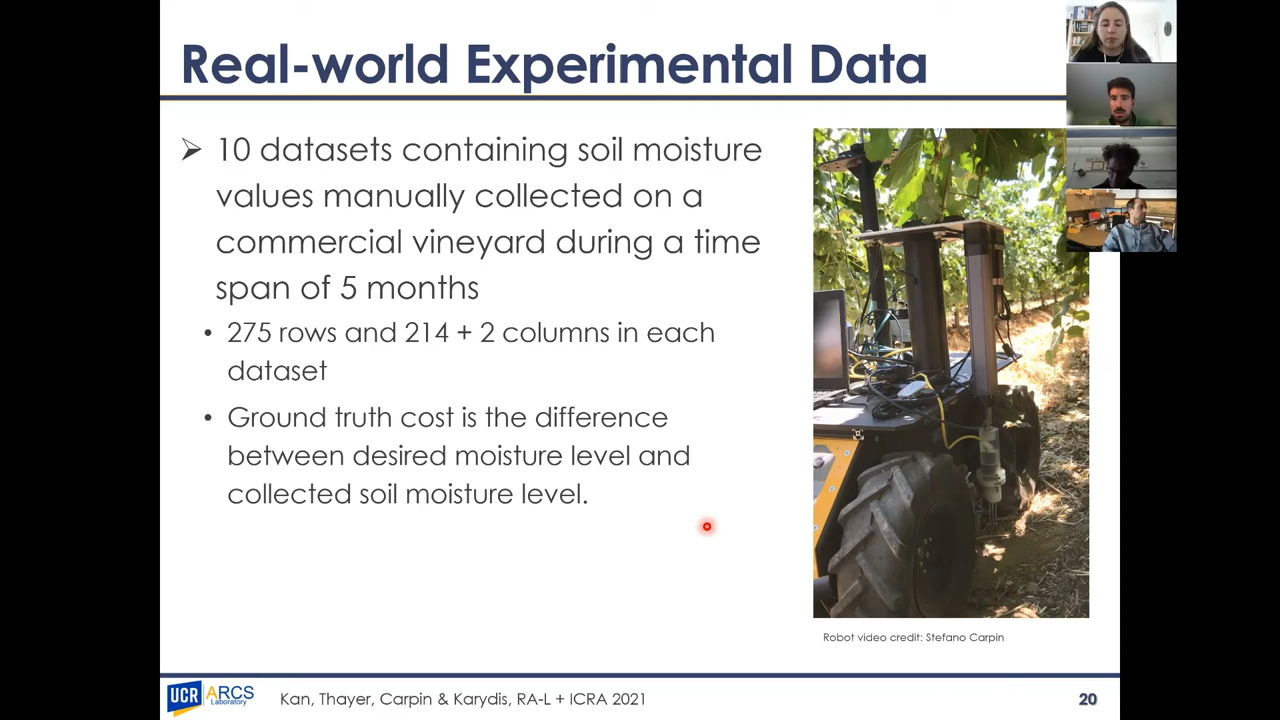 Real-world Experimental Data
➢ 10 datasets containing soil moisture
values manually collected on a
commercial vineyard during a time
span of 5 months
• 275 rows and 214 + 2 columns in each
dataset
• Ground truth cost is the difference
between desired moisture level and
collected soil moisture level.
Robot video credit: Stefano Carpin
UCR ARCS
Laboratory
Kan, Thayer, Carpin & Karydis, RA-L + ICRA 2021
20